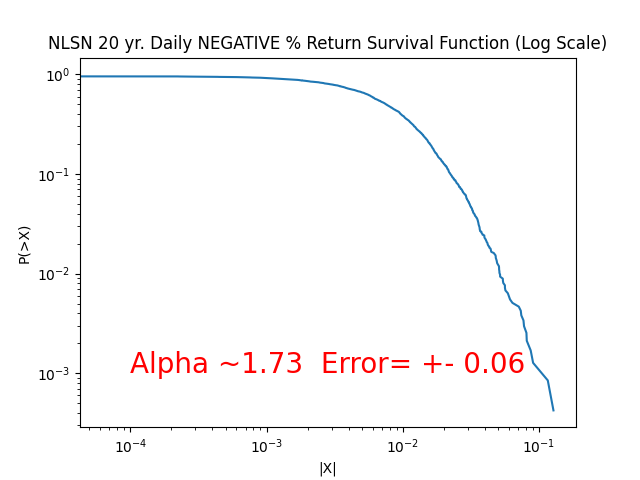 NLSN 20 yr. Daily NEGATIVE % Return Survival Function (Log Scale)
10⁰
10⁻¹
10⁻²
10⁻³
P(>X)
Alpha ~1.73  Error= +- 0.06
10⁻⁴ 10⁻³ 10⁻² 10⁻¹
|X|